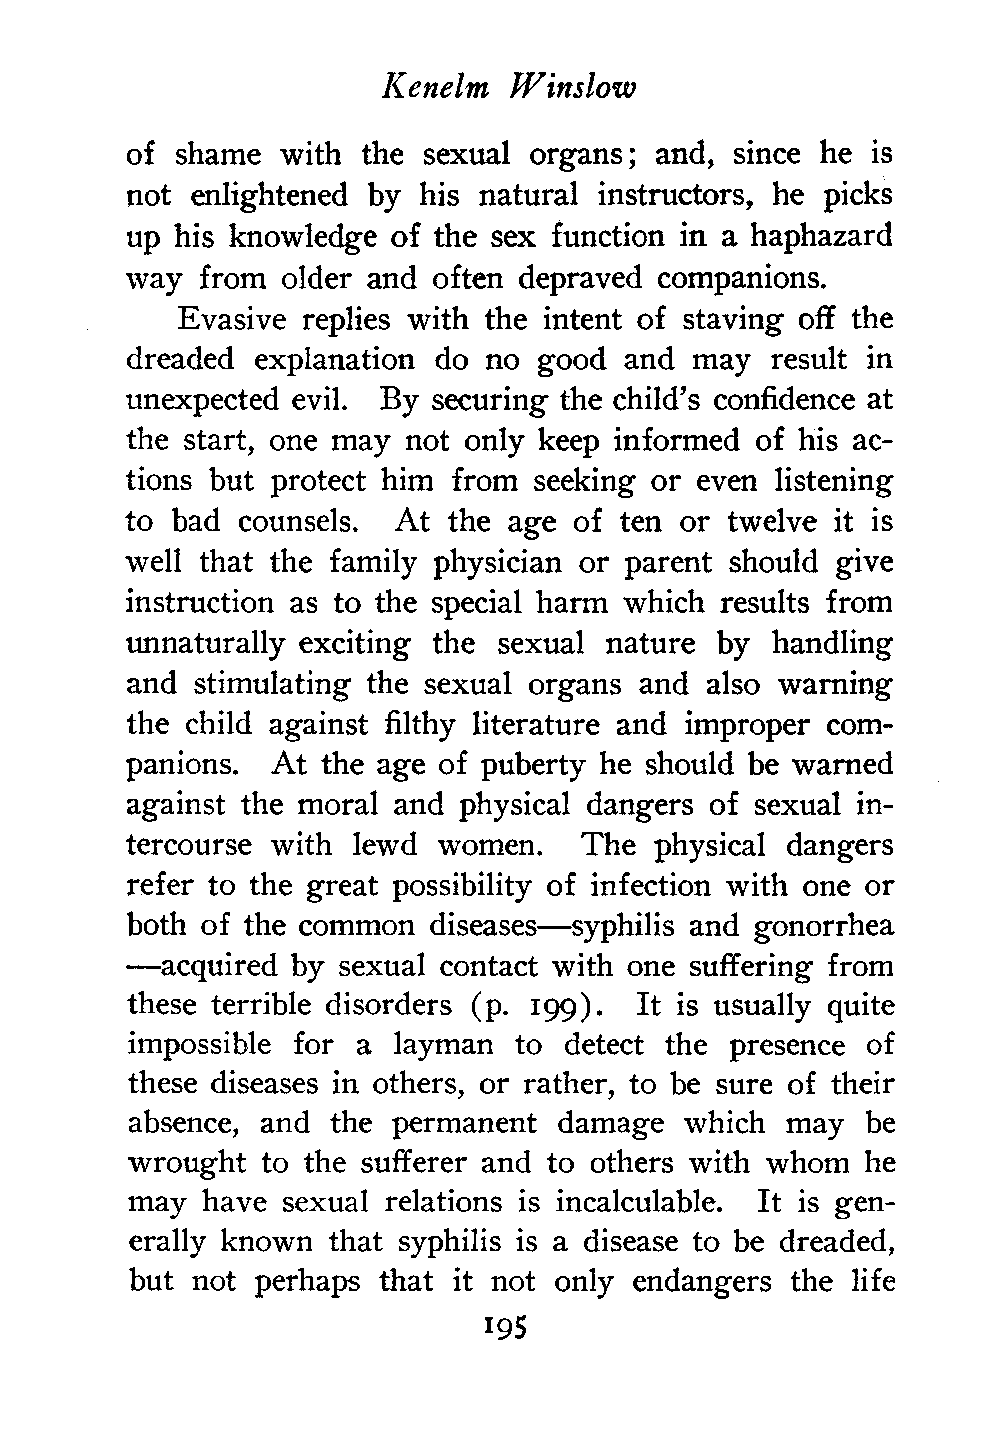 Kenelm Winslow
of shame with the sexual organs; and, since he is
not enlightened by his natural instructors, he picks
up his knowledge of the sex function in a haphazard
way from older and often depraved companions.
Evasive replies with the intent of staving off the
dreaded explanation do no good and may result in
unexpected evil. By securing the child's confidence at
the start, one may not only keep informed of his ac-
tions but protect him from seeking or even listening
to bad counsels. At the age of ten or twelve it is
well that the family physician or parent should give
instruction as to the special harm which results from
unnaturally exciting the sexual nature by handling
and stimulating the sexual organs and also warning
the child against filthy literature and improper com-
panions. At the age of puberty he should be warned
against the moral and physical dangers of sexual in-
tercourse with lewd women. The physical dangers
refer to the great possibility of infection with one or
both of the common diseases—syphilis and gonorrhea
—acquired by sexual contact with one suffering from
these terrible disorders (p. 199). It is usually quite
impossible for a layman to detect the presence of
these diseases in others, or rather, to be sure of their
absence, and the permanent damage which may be
wrought to the sufferer and to others with whom he
may have sexual relations is incalculable. It is gen-
erally known that syphilis is a disease to be dreaded,
but not perhaps that it not only endangers the life
195